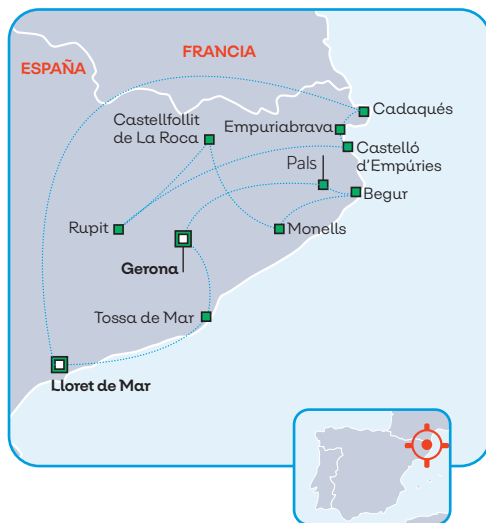 FRANCIA
ESPAÑA
Cadaqués
Castellfollit
de La Roca
Empuriabrava
Castelló
d’Empúries
Pals
Begur
Rupit
Monells
Gerona
Tossa de Mar
Lloret de Mar